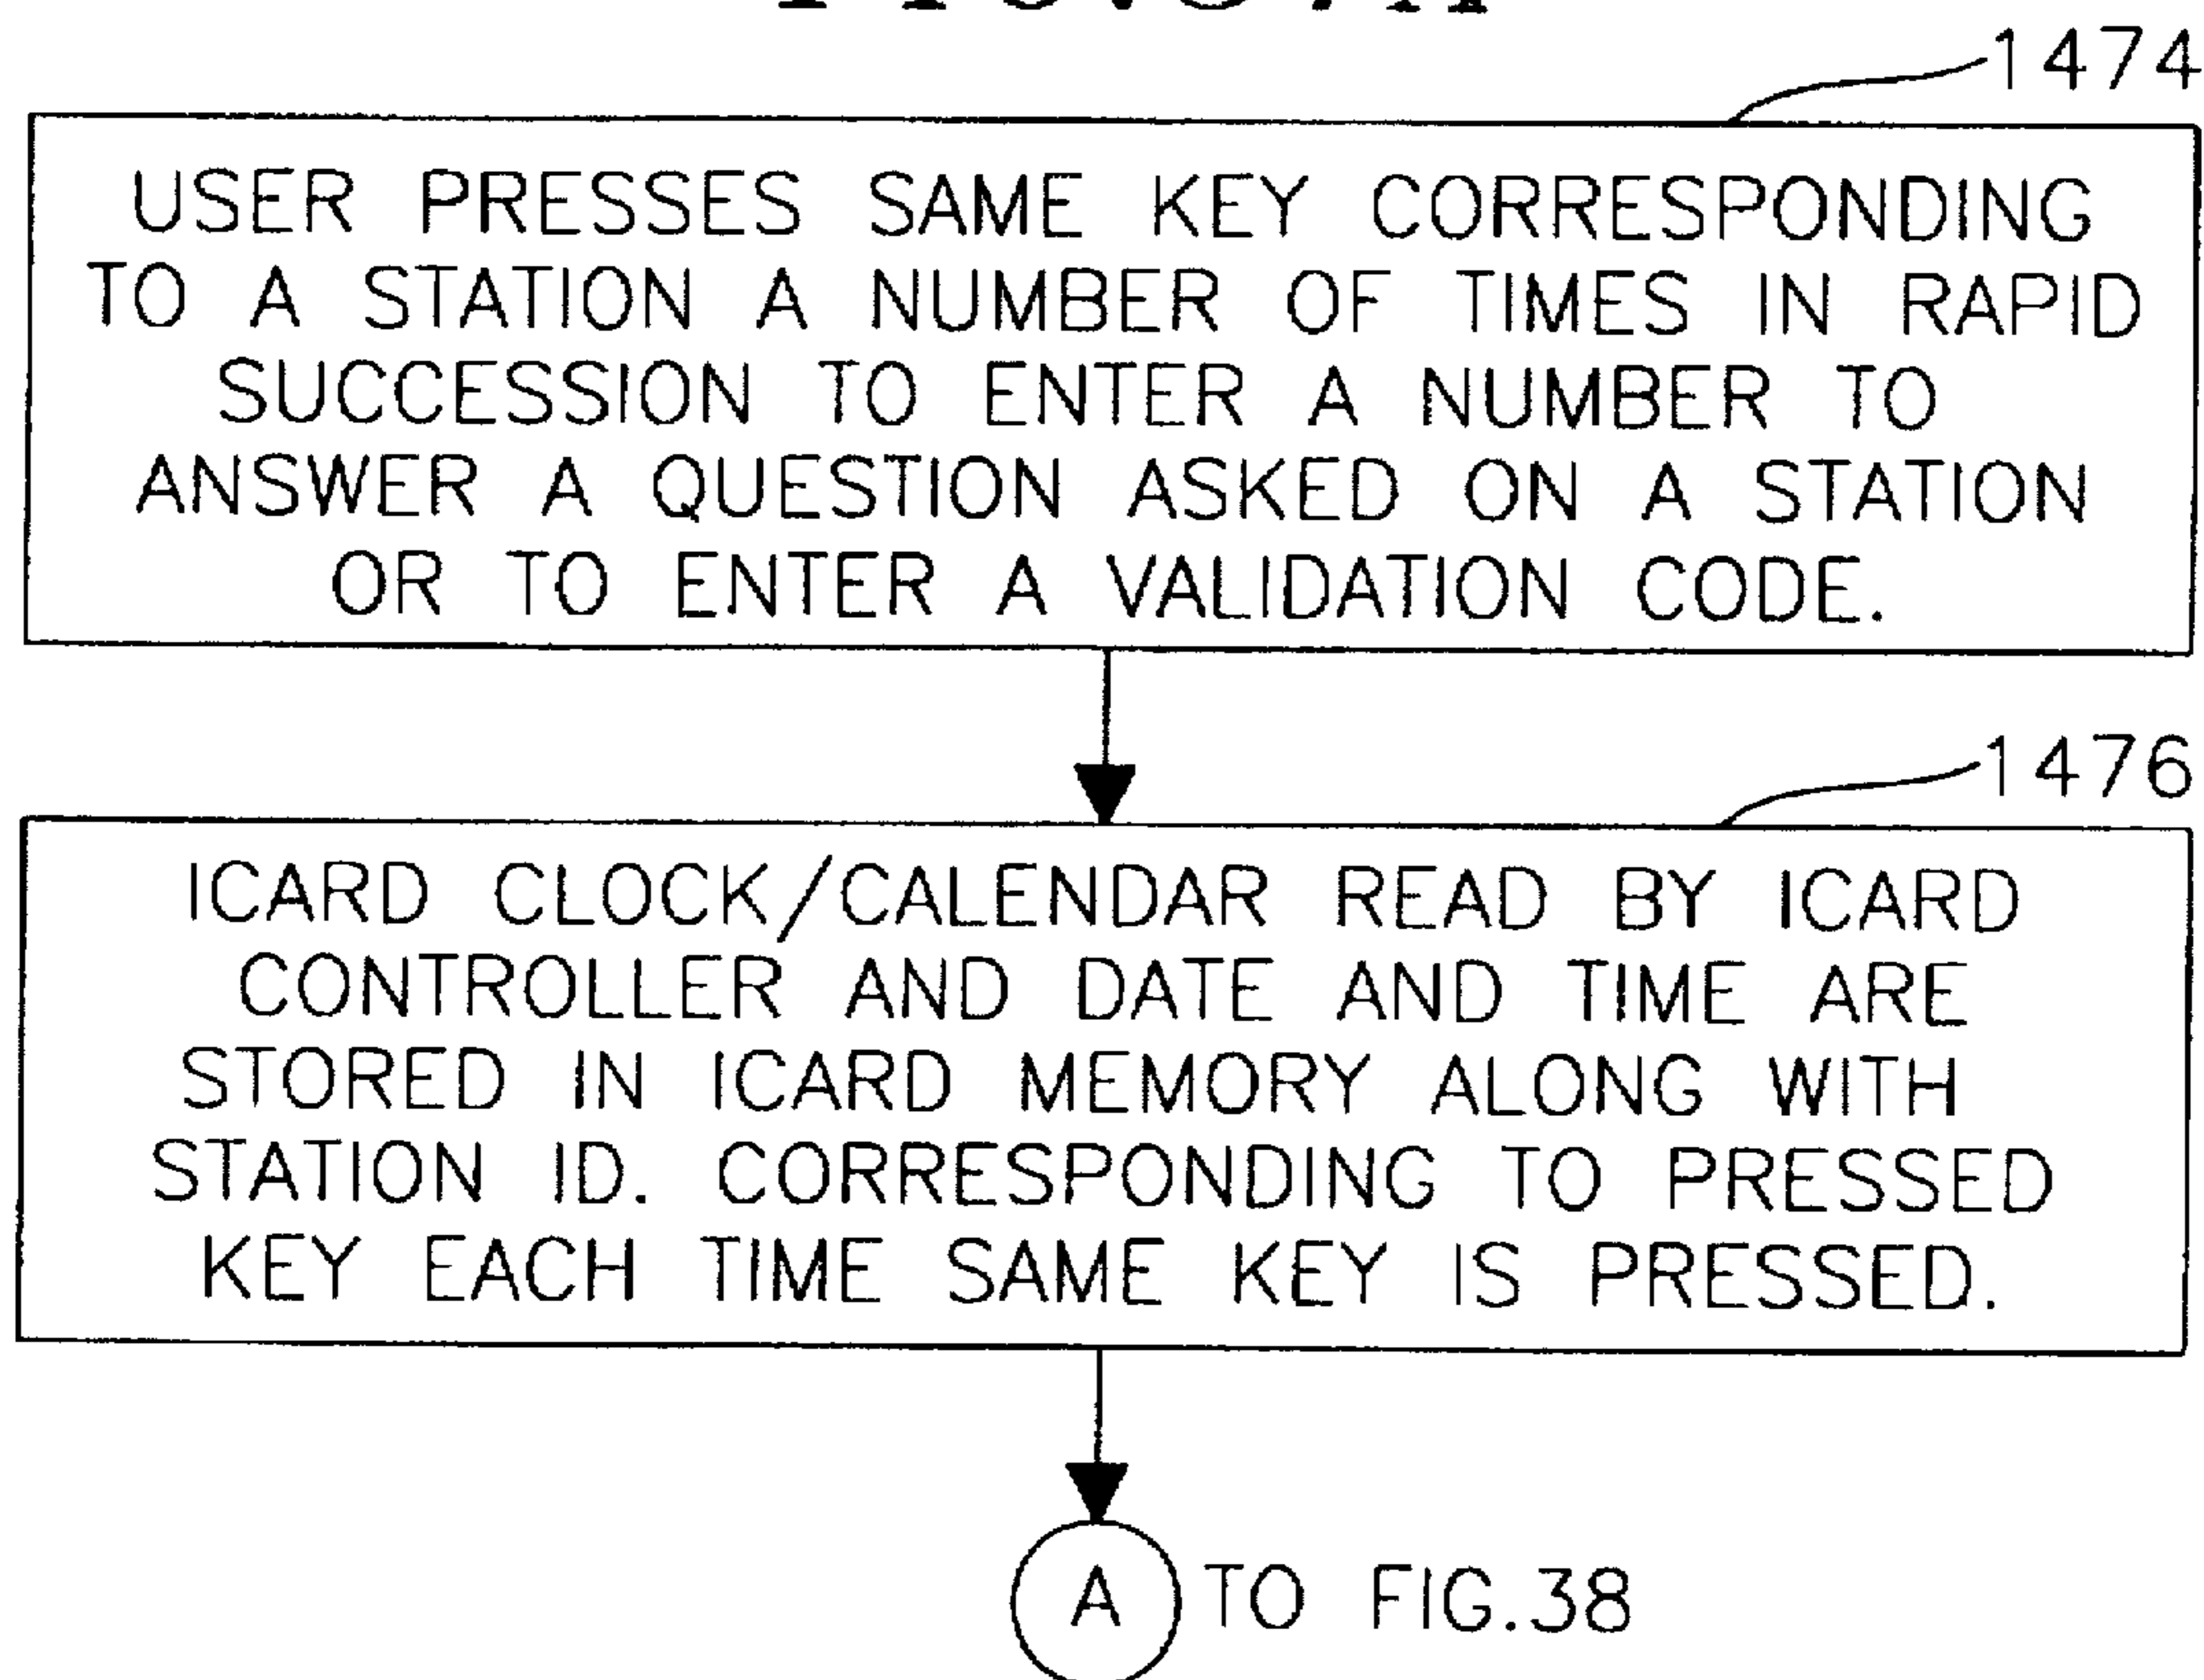 1474
USER PRESSES SAME KEY CORRESPONDING
TO A STATION A NUMBER OF TIMES IN RAPID
SUCCESSION TO ENTER A NUMBER TO
ANSWER A QUESTION ASKED ON A STATION
OR TO ENTER A VALIDATION CODE.
1476
ICARD CLOCK/CALENDAR READ BY ICARD
CONTROLLER AND DATE AND TIME ARE
STORED IN ICARD MEMORY ALONG WITH
STATION ID. CORRESPONDING TO PRESSED
KEY EACH TIME SAME KEY IS PRESSED.
A TO FIG.38